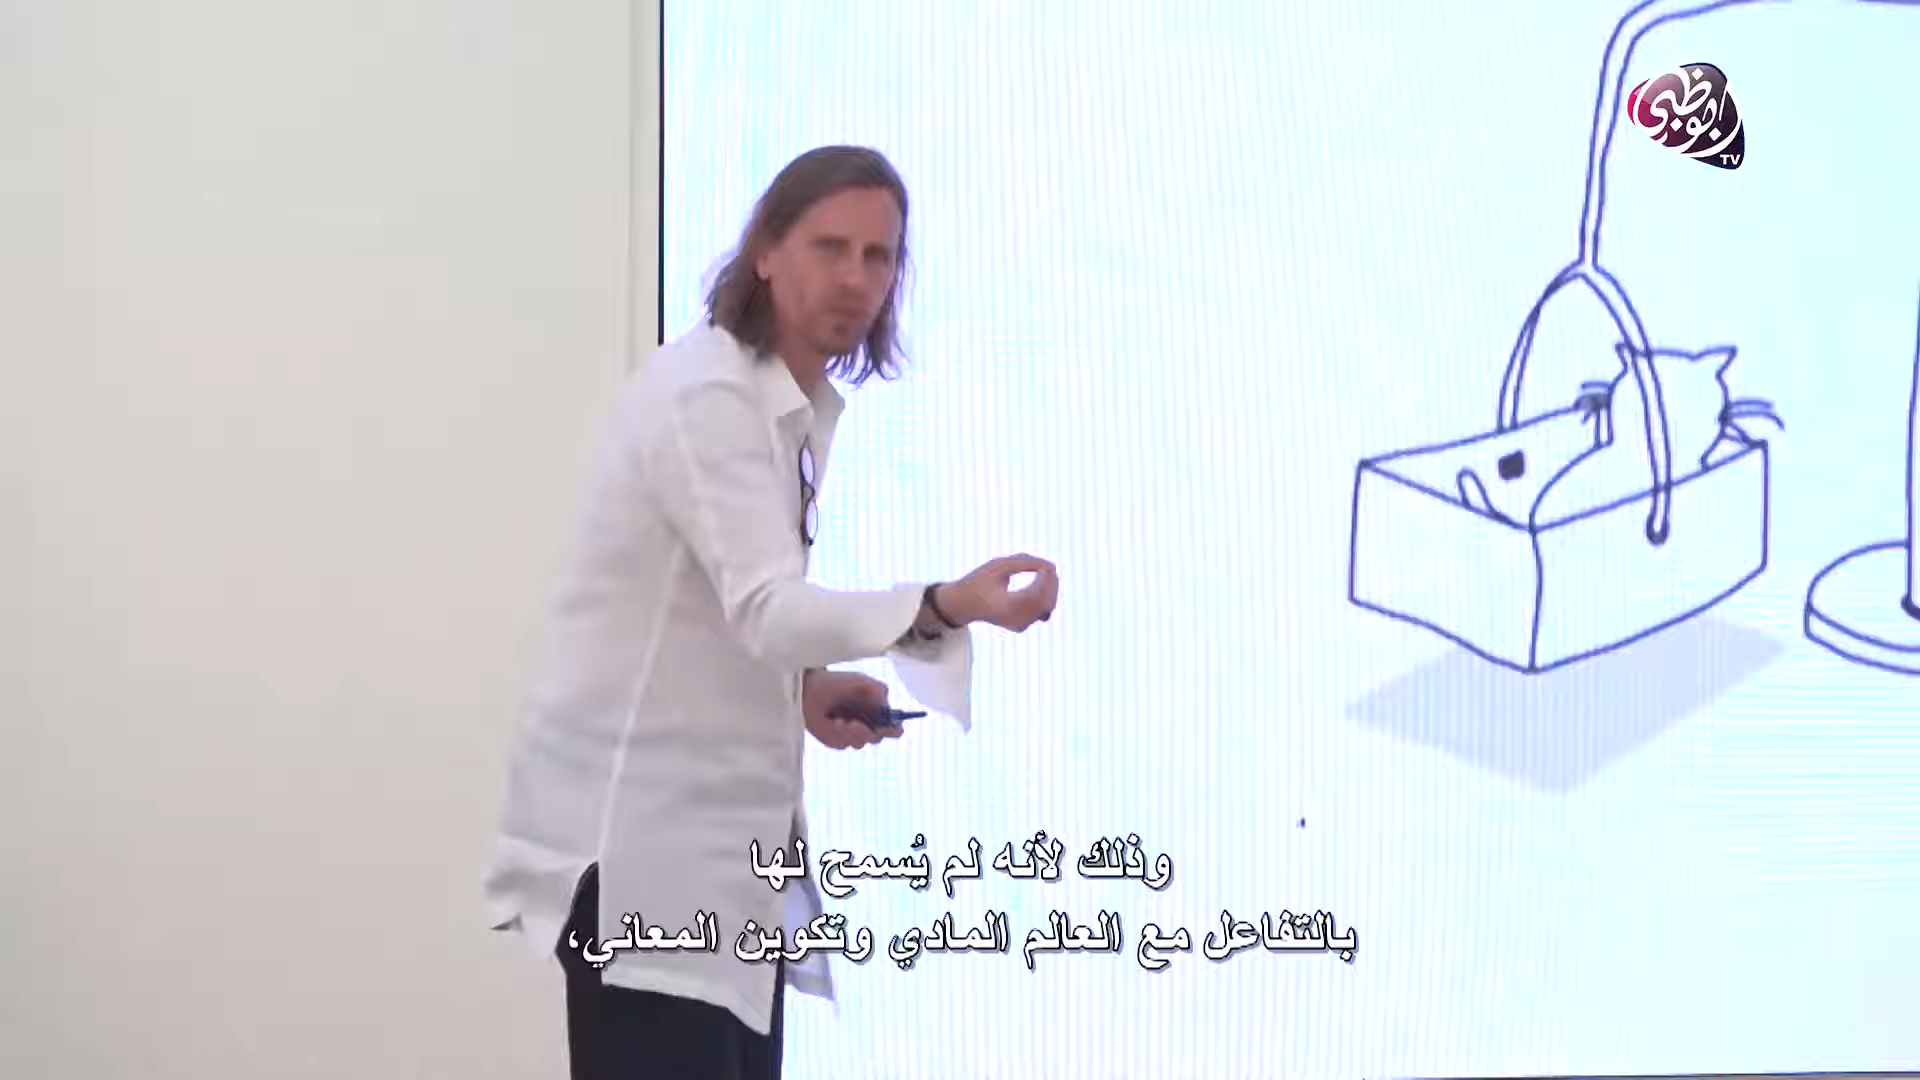 أبوظبي
TV
وذلك لأنه لم يُسمح لها
بالتفاعل مع العالم المادي وتكوين المعاني،